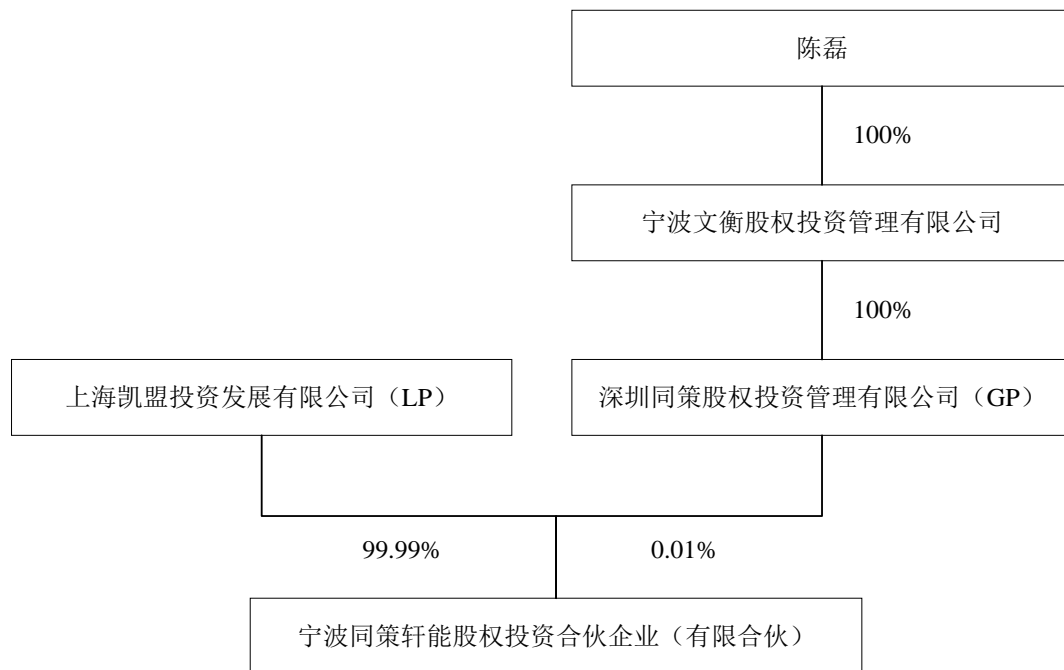 陈磊
100%
宁波文衡股权投资管理有限公司
100%
上海凯盟投资发展有限公司（LP）
深圳同策股权投资管理有限公司（GP）
99.99%
0.01%
宁波同策轩能股权投资合伙企业（有限合伙）